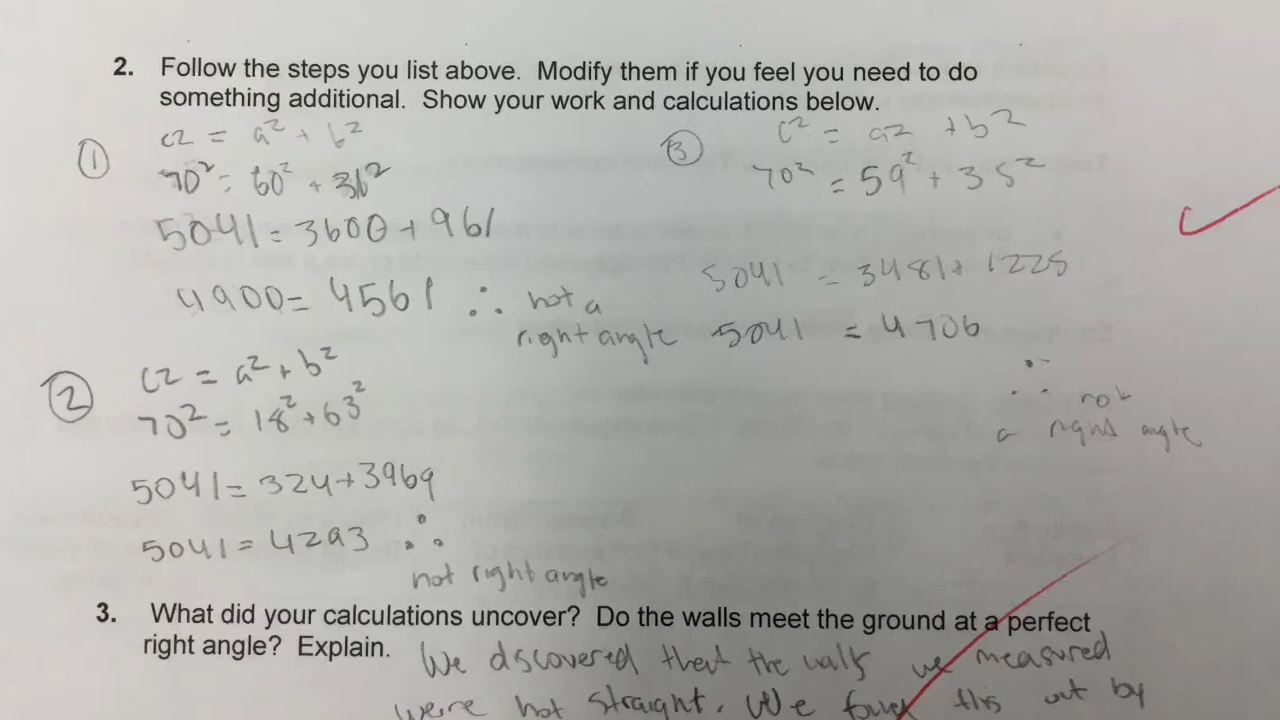 2. Follow the steps you list above. Modify them if you feel you need to do
something additional. Show your work and calculations below.
① c2 = a² + b²
70² = 60² + 31²
5041 = 3600 + 961
4900 = 4561 ∴ not a
right angle
② c2 = a² + b²
70² = 18² + 63²
5041 = 324 + 3969
5041 = 4293 ∴
not right angle
③ c² = a2 + b2
70² = 59² + 35²
5041 = 3481 + 1225
5041 = 4706
∴ not
a right angle
3. What did your calculations uncover? Do the walls meet the ground at a perfect
right angle? Explain. We discovered that the walls we measured
were not straight. We found this out by